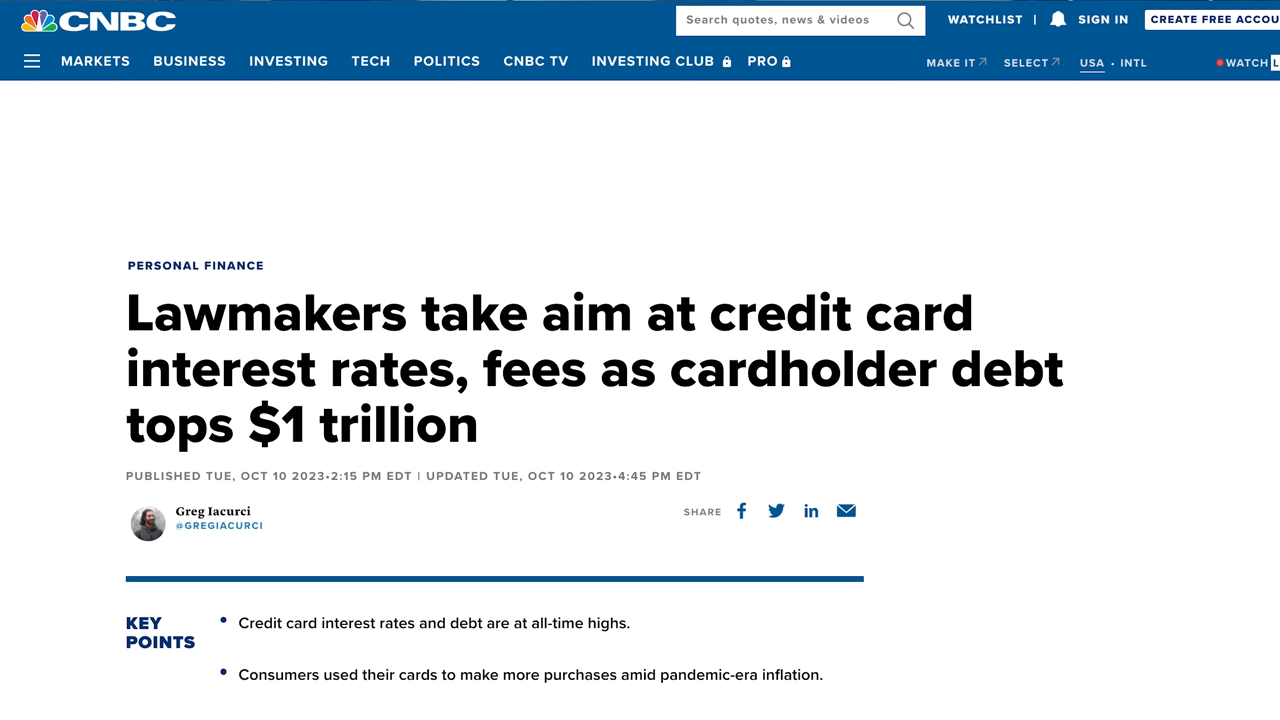 CNBC
Search quotes, news & videos
WATCHLIST | SIGN IN
CREATE FREE ACCOU
MARKETS BUSINESS INVESTING TECH POLITICS CNBC TV INVESTING CLUB PRO
MAKE IT SELECT USA • INTL
WATCH L
PERSONAL FINANCE
Lawmakers take aim at credit card
interest rates, fees as cardholder debt
tops $1 trillion
PUBLISHED TUE, OCT 10 2023•2:15 PM EDT | UPDATED TUE, OCT 10 2023•4:45 PM EDT
Greg Iacurci
@GREGIACURCI
SHARE
KEY
POINTS
• Credit card interest rates and debt are at all-time highs.
• Consumers used their cards to make more purchases amid pandemic-era inflation.